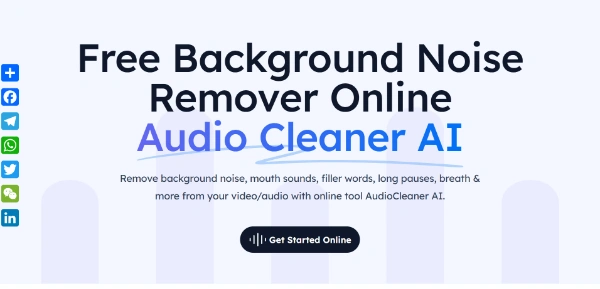 Free Background Noise
Remover Online
Audio Cleaner AI
Remove background noise, mouth sounds, filler words, long pauses, breath &
more from your video/audio with online tool AudioCleaner AI.
Get Started Online